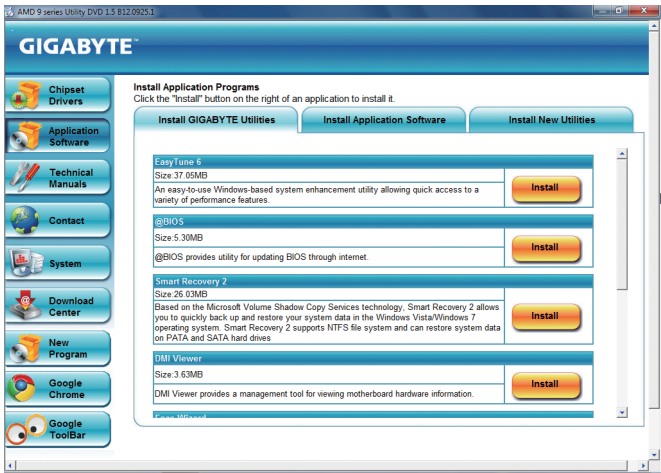 AMD 9 series Utility DVD 1.5 B12.0925.1
GIGABYTE™
Chipset
Drivers
Application
Software
Technical
Manuals
Contact
System
Download
Center
New
Program
Google
Chrome
Google
ToolBar
Install Application Programs
Click the "Install" button on the right of an application to install it.
Install GIGABYTE Utilities
Install Application Software
Install New Utilities
EasyTune 6
Size:37.05MB
An easy-to-use Windows-based system enhancement utility allowing quick access to a
variety of performance features.
Install
@BIOS
Size:5.30MB
@BIOS provides utility for updating BIOS through internet.
Install
Smart Recovery 2
Size:26.03MB
Based on the Microsoft Volume Shadow Copy Services technology, Smart Recovery 2 allows
you to quickly back up and restore your system data in the Windows Vista/Windows 7
operating system. Smart Recovery 2 supports NTFS file system and can restore system data
on PATA and SATA hard drives
Install
DMI Viewer
Size:3.63MB
DMI Viewer provides a management tool for viewing motherboard hardware information.
Install